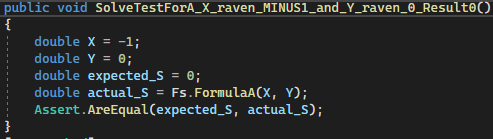 public void SolveTestForA_X_raven_MINUS1_and_Y_raven_0_Result0()
{
double X = -1;
double Y = 0;
double expected_S = 0;
double actual_S = Fs.FormulaA(X, Y);
Assert.AreEqual(expected_S, actual_S);
}